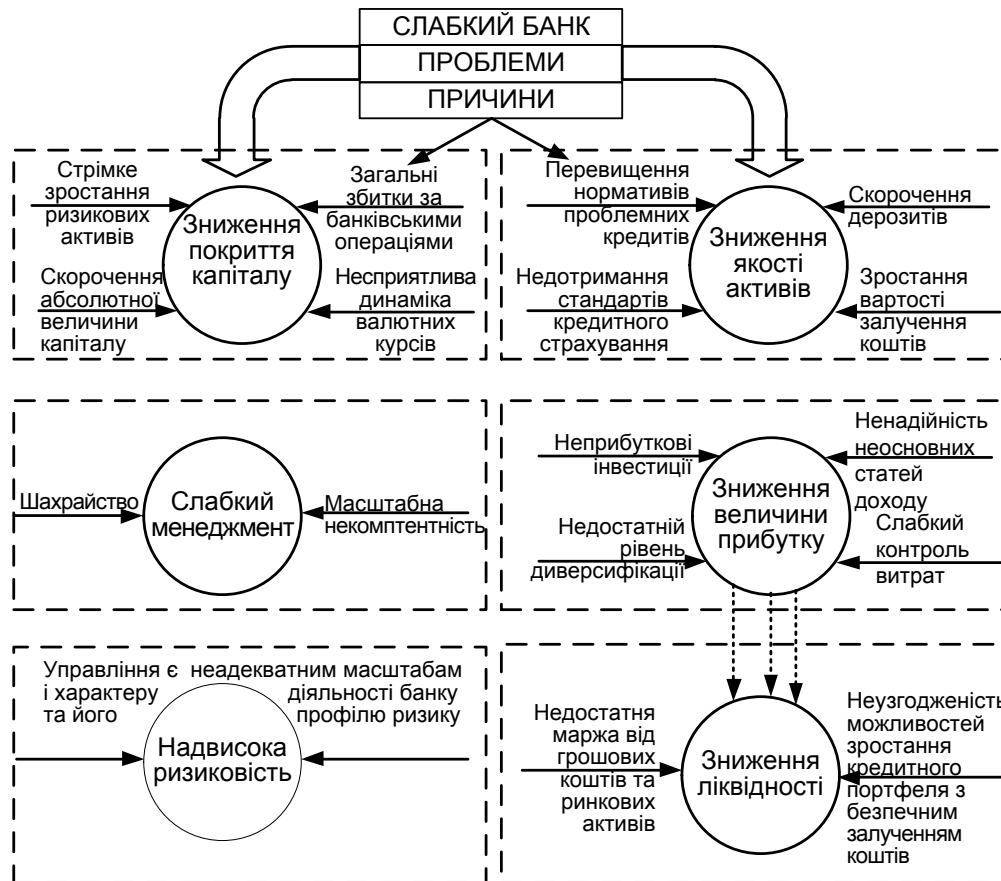 СЛАБКИЙ БАНК
ПРОБЛЕМИ
ПРИЧИНИ
Стрімке
зростання
ризикових
активів
Скорочення
абсолютної
величини
капіталу
Зниження
покриття
капіталу
Загальні
збитки за
банківськими
операціями
Несприятлива
динаміка
валютних
курсів
Перевищення
нормативів
проблемних
кредитів
Недотримання
стандартів
кредитного
страхування
Зниження
якості
активів
Скорочення
дерозитів
Зростання
вартості
залучення
коштів
Шахрайство
Слабкий
менеджмент
Масштабна
некомптентність
Неприбуткові
інвестиції
Недостатній
рівень
диверсифікації
Зниження
величини
прибутку
Ненадійність
неосновних
статей
доходу
Слабкий
контроль
витрат
Управління є неадекватним масштабам
і характеру діяльності банку
та його профілю ризику
Надвисока
ризиковість
Недостатня
маржа від
грошових
коштів та
ринкових
активів
Зниження
ліквідності
Неузгодженість
можливостей
зростання
кредитного
портфеля з
безпечним
залученням
коштів